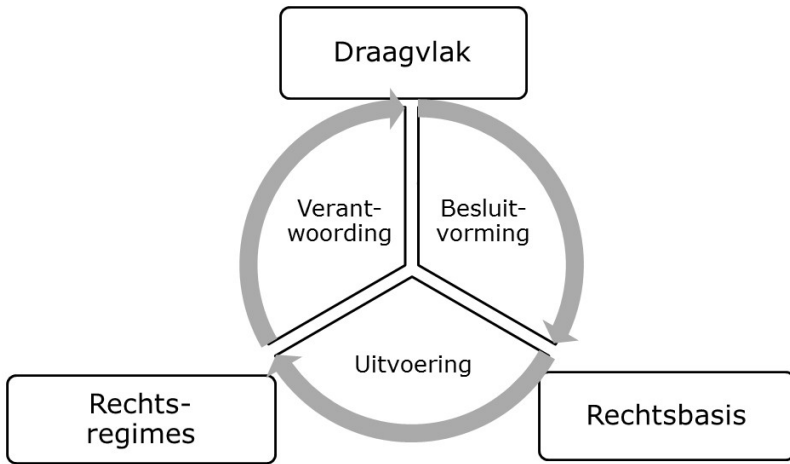 Draagvlak
Verant-
woording
Besluit-
vorming
Uitvoering
Rechts-
regimes
Rechtsbasis